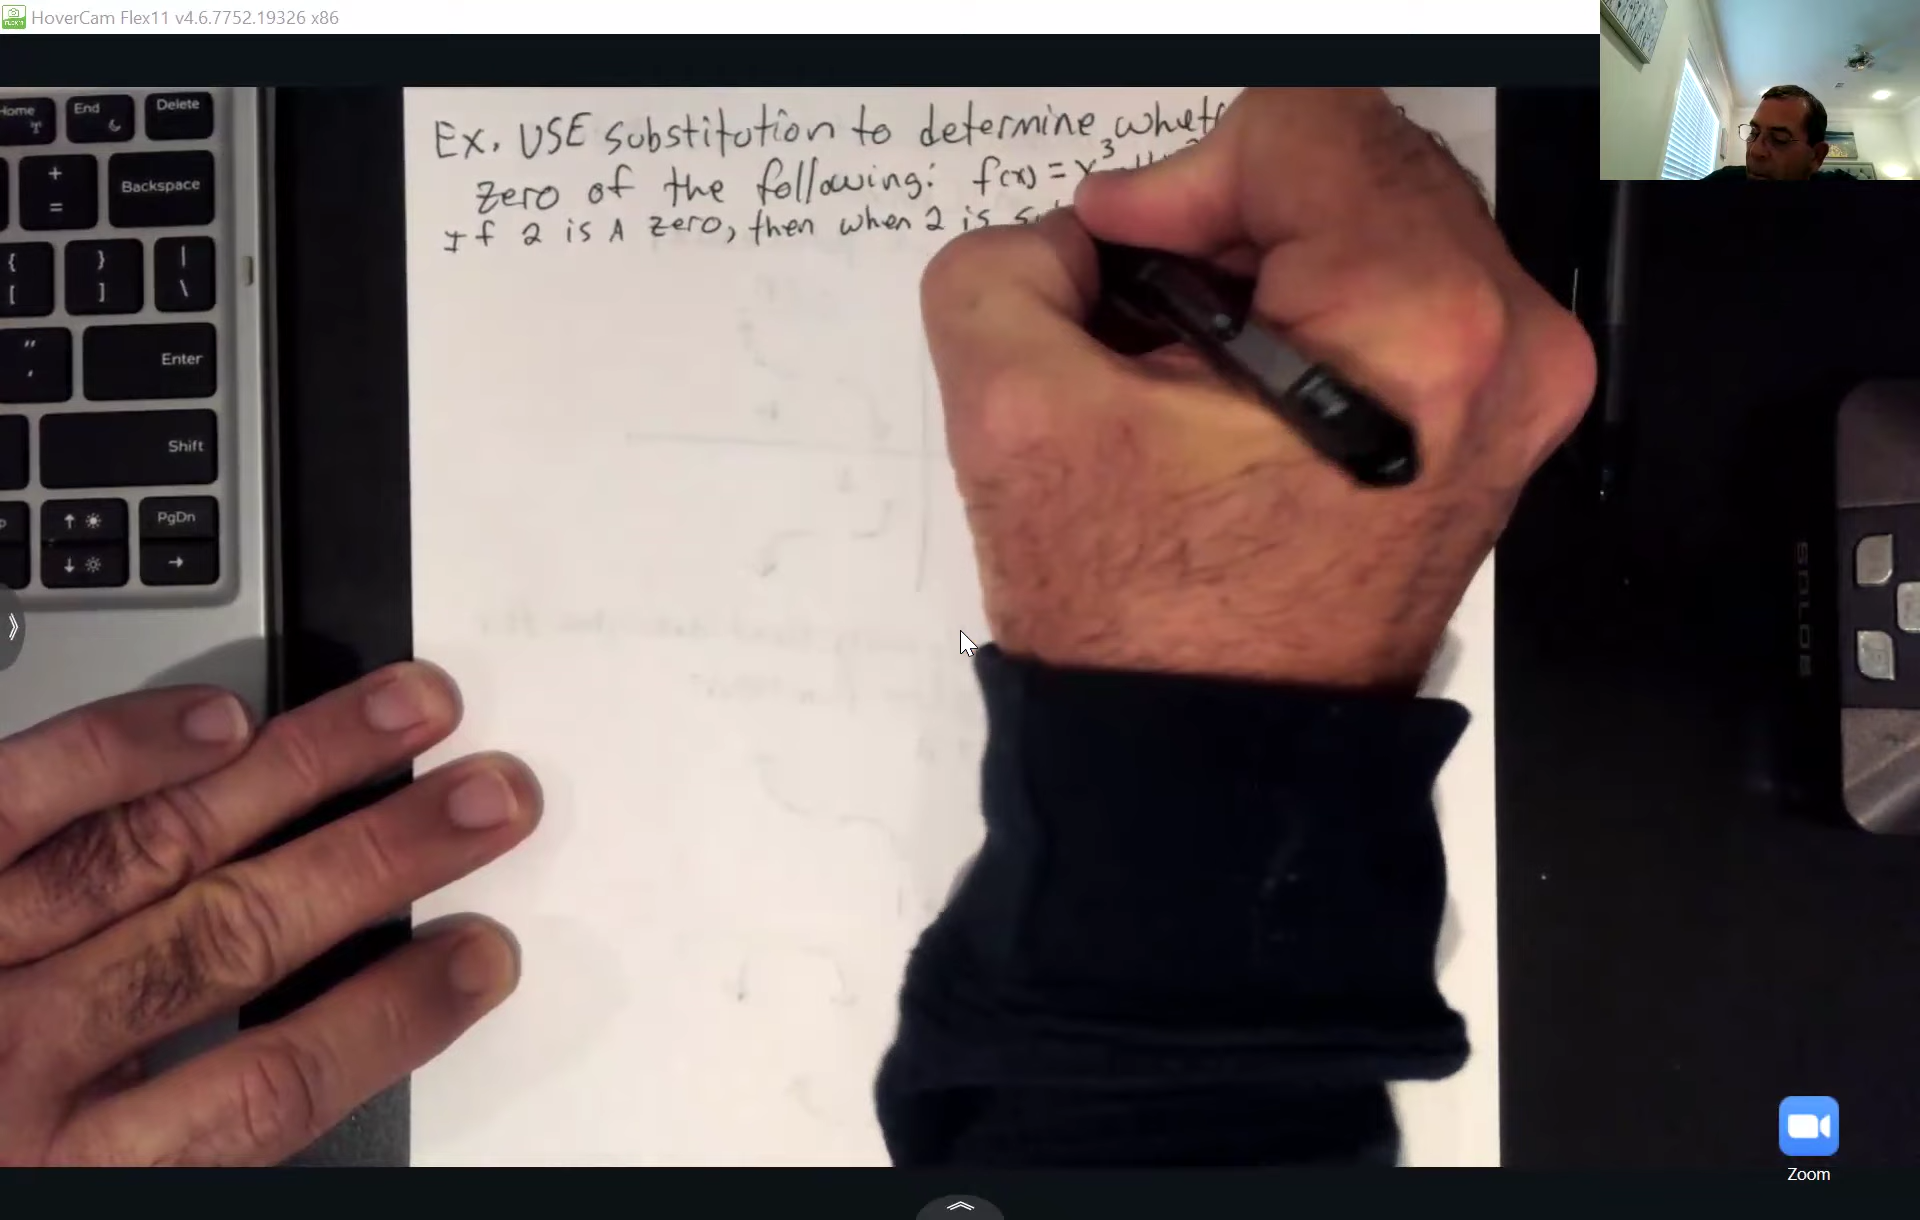 HoverCam Flex11 v4.6.7752.19326 x86
Home
End
Delete
+
=
Backspace
{
[
}
]
|
\
"
'
Enter
Shift
PgDn
Ex. USE substitution to determine
zero of the following: f(x) = x³
If 2 is A zero, then when 2 is
SOLOS
Zoom